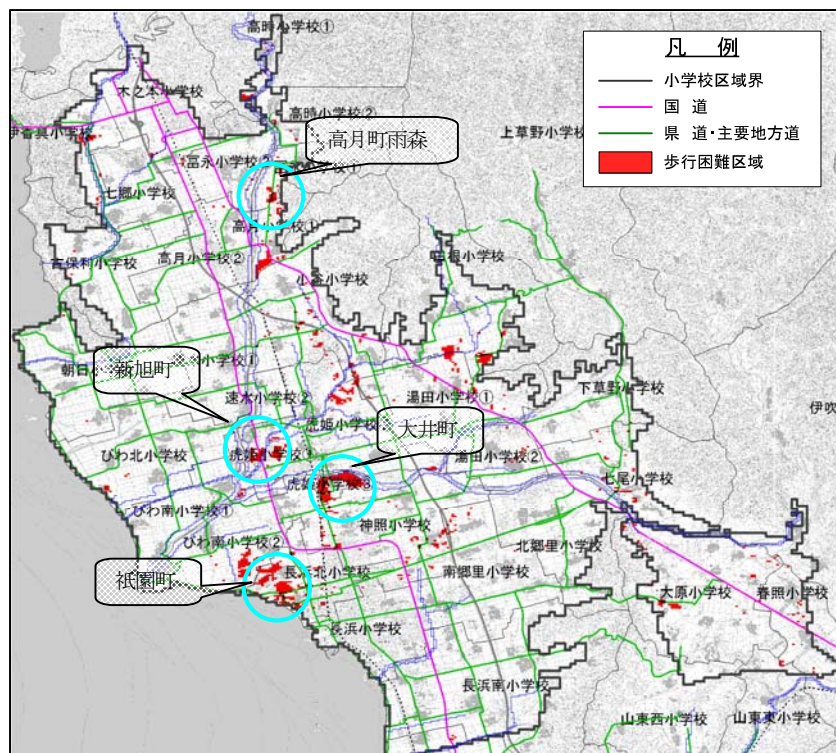 高時小学校①
凡 例
小学校区域界
国 道
県 道・主要地方道
歩行困難区域
木之本小学校
高時小学校②
伊香具小学校
上草野小学校
高月町雨森
富永小学校②
七郷小学校
高月小学校①
古保利小学校
高月小学校②
小谷小学校
朝日
小学校①
新旭町
速水小学校②
湯田小学校①
下草野小学校
伊吹
虎姫小学校
大井町
びわ北小学校
虎姫小学校①
湯田小学校②
七尾小学校
虎姫小学校③
びわ南小学校①
神照小学校
びわ南小学校②
北郷里小学校
祇園町
長浜北小学校
南郷里小学校
大原小学校
春照小学校
長浜小学校
長浜南小学校
山東西小学校
山東東小学校